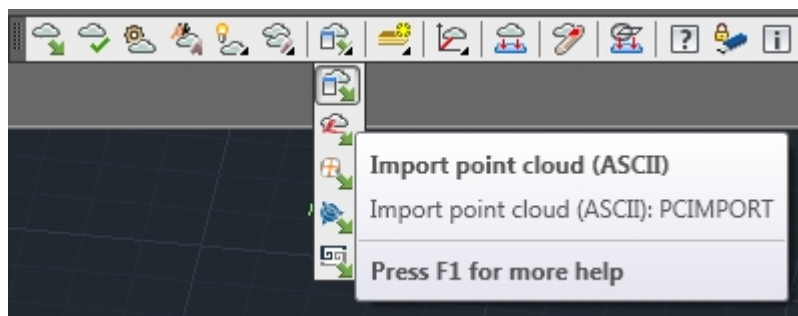 Import point cloud (ASCII)
Import point cloud (ASCII): PCIMPORT
Press F1 for more help